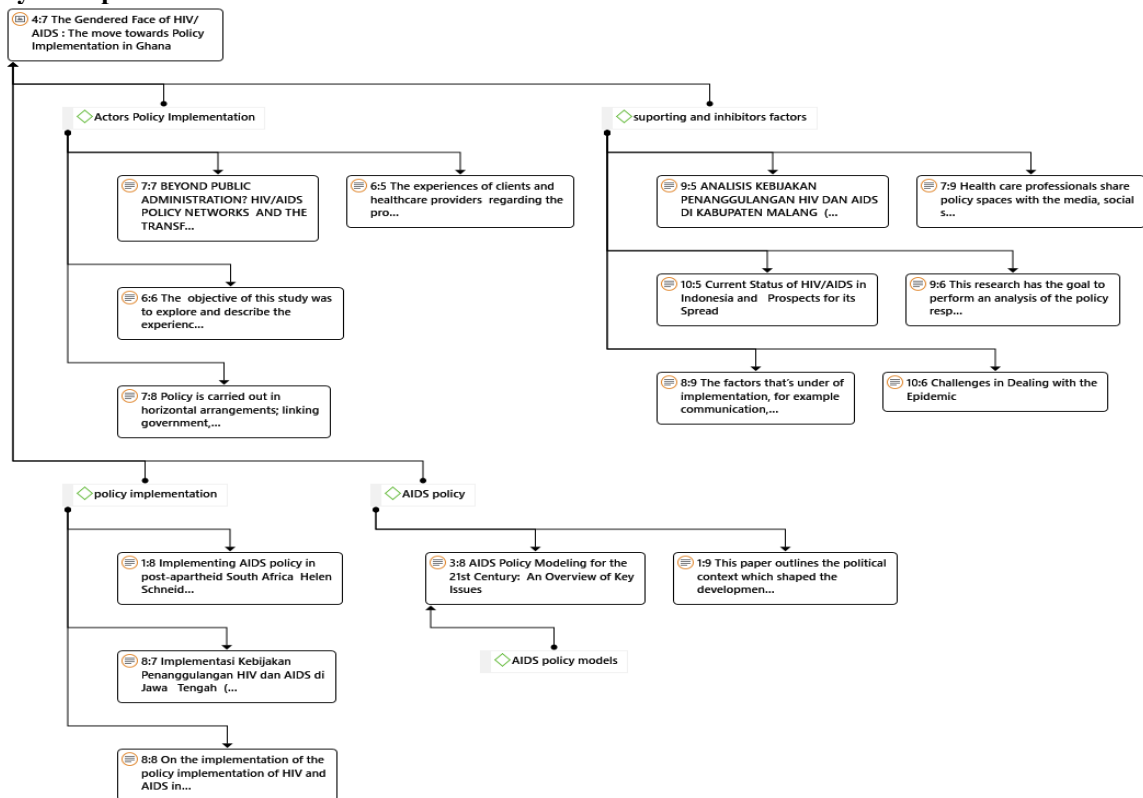 4:7 The Gendered Face of HIV/
AIDS : The move towards Policy
Implementation in Ghana
Actors Policy Implementation
suporting and inhibitors factors
7:7 BEYOND PUBLIC
ADMINISTRATION? HIV/AIDS
POLICY NETWORKS AND THE
TRANSF...
6:5 The experiences of clients and
healthcare providers regarding the
pro...
9:5 ANALISIS KEBIJAKAN
PENANGGULANGAN HIV DAN AIDS
DI KABUPATEN MALANG (...
7:9 Health care professionals share
policy spaces with the media, social
s...
6:6 The objective of this study was
to explore and describe the
experienc...
10:5 Current Status of HIV/AIDS in
Indonesia and Prospects for its
Spread
9:6 This research has the goal to
perform an analysis of the policy
resp...
7:8 Policy is carried out in
horizontal arrangements; linking
government,...
8:9 The factors that's under of
implementation, for example
communication,...
10:6 Challenges in Dealing with the
Epidemic
policy implementation
AIDS policy
1:8 Implementing AIDS policy in
post-apartheid South Africa Helen
Schneid...
3:8 AIDS Policy Modeling for the
21st Century: An Overview of Key
Issues
1:9 This paper outlines the political
context which shaped the
developmen...
8:7 Implementasi Kebijakan
Penanggulangan HIV dan AIDS di
Jawa Tengah (...
AIDS policy models
8:8 On the implementation of the
policy implementation of HIV and
AIDS in...